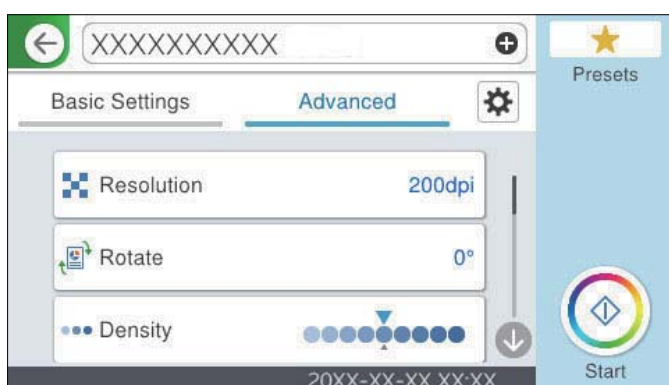 XXXXXXXXXX
Presets
Basic Settings Advanced
Resolution 200dpi
Rotate 0°
Density
Start
20XX-XX-XX XX:XX